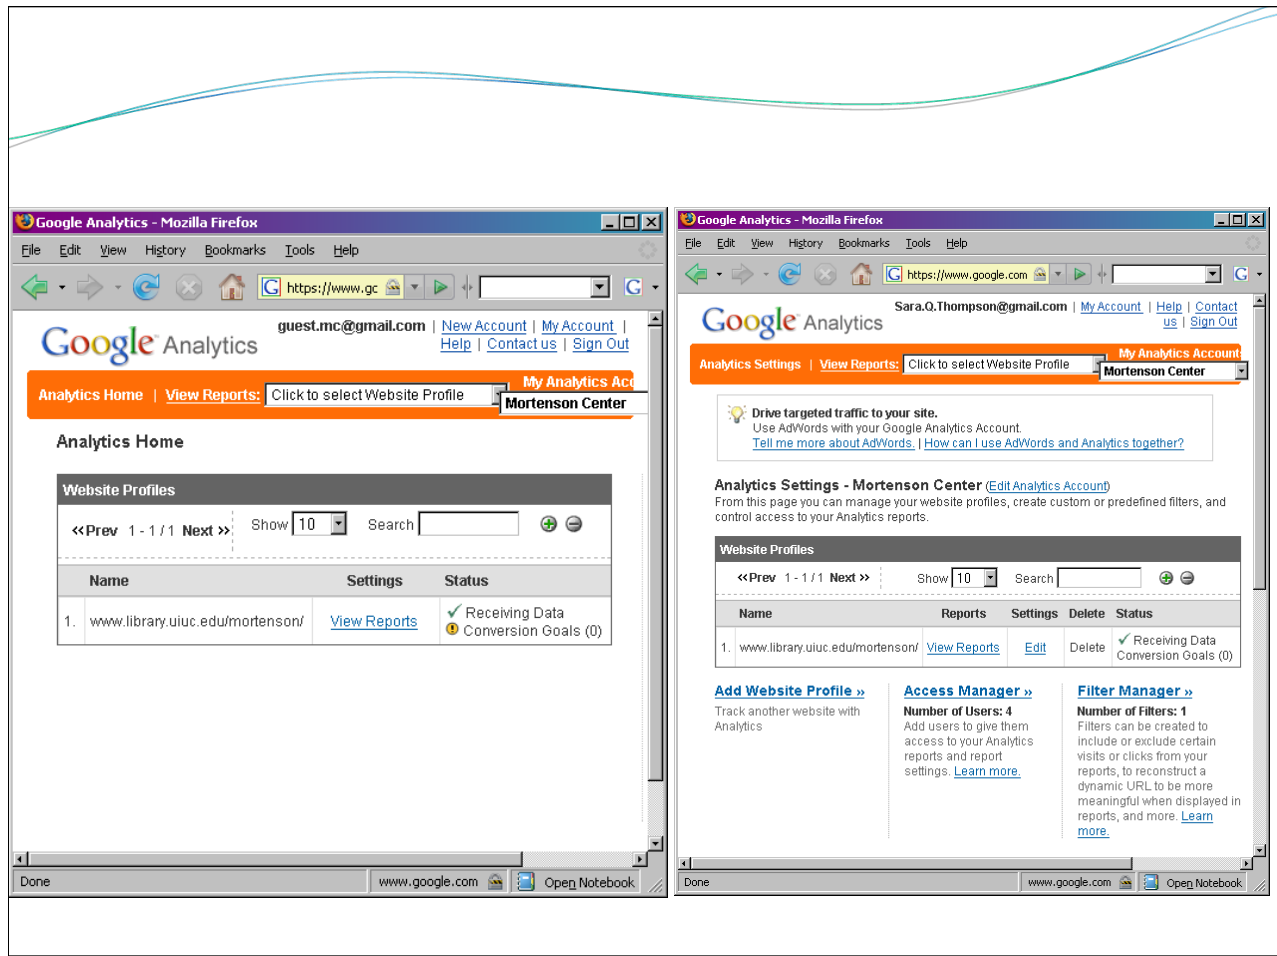 Google Analytics - Mozilla Firefox
File Edit View History Bookmarks Tools Help
G https://www.gc
G
guest.mc@gmail.com | New Account | My Account |
Help | Contact us | Sign Out
Google™ Analytics
Analytics Home | View Reports: Click to select Website Profile
My Analytics Acc
Mortenson Center
Analytics Home
Website Profiles
«Prev 1 - 1 / 1 Next » Show 10 Search
Name Settings Status
1. www.library.uiuc.edu/mortenson/ View Reports Receiving Data
Conversion Goals (0)
Done www.google.com Open Notebook
Google Analytics - Mozilla Firefox
File Edit View History Bookmarks Tools Help
G https://www.google.com
G
Sara.Q.Thompson@gmail.com | My Account | Help | Contact
us | Sign Out
Google™ Analytics
Analytics Settings | View Reports: Click to select Website Profile
My Analytics Account
Mortenson Center
Drive targeted traffic to your site.
Use AdWords with your Google Analytics Account.
Tell me more about AdWords. | How can I use AdWords and Analytics together?
Analytics Settings - Mortenson Center (Edit Analytics Account)
From this page you can manage your website profiles, create custom or predefined filters, and
control access to your Analytics reports.
Website Profiles
«Prev 1 - 1 / 1 Next » Show 10 Search
Name Reports Settings Delete Status
1. www.library.uiuc.edu/mortenson/ View Reports Edit Delete Receiving Data
Conversion Goals (0)
Add Website Profile »
Track another website with
Analytics
Access Manager »
Number of Users: 4
Add users to give them
access to your Analytics
reports and report
settings. Learn more.
Filter Manager »
Number of Filters: 1
Filters can be created to
include or exclude certain
visits or clicks from your
reports, to reconstruct a
dynamic URL to be more
meaningful when displayed in
reports, and more. Learn
more.
Done www.google.com Open Notebook